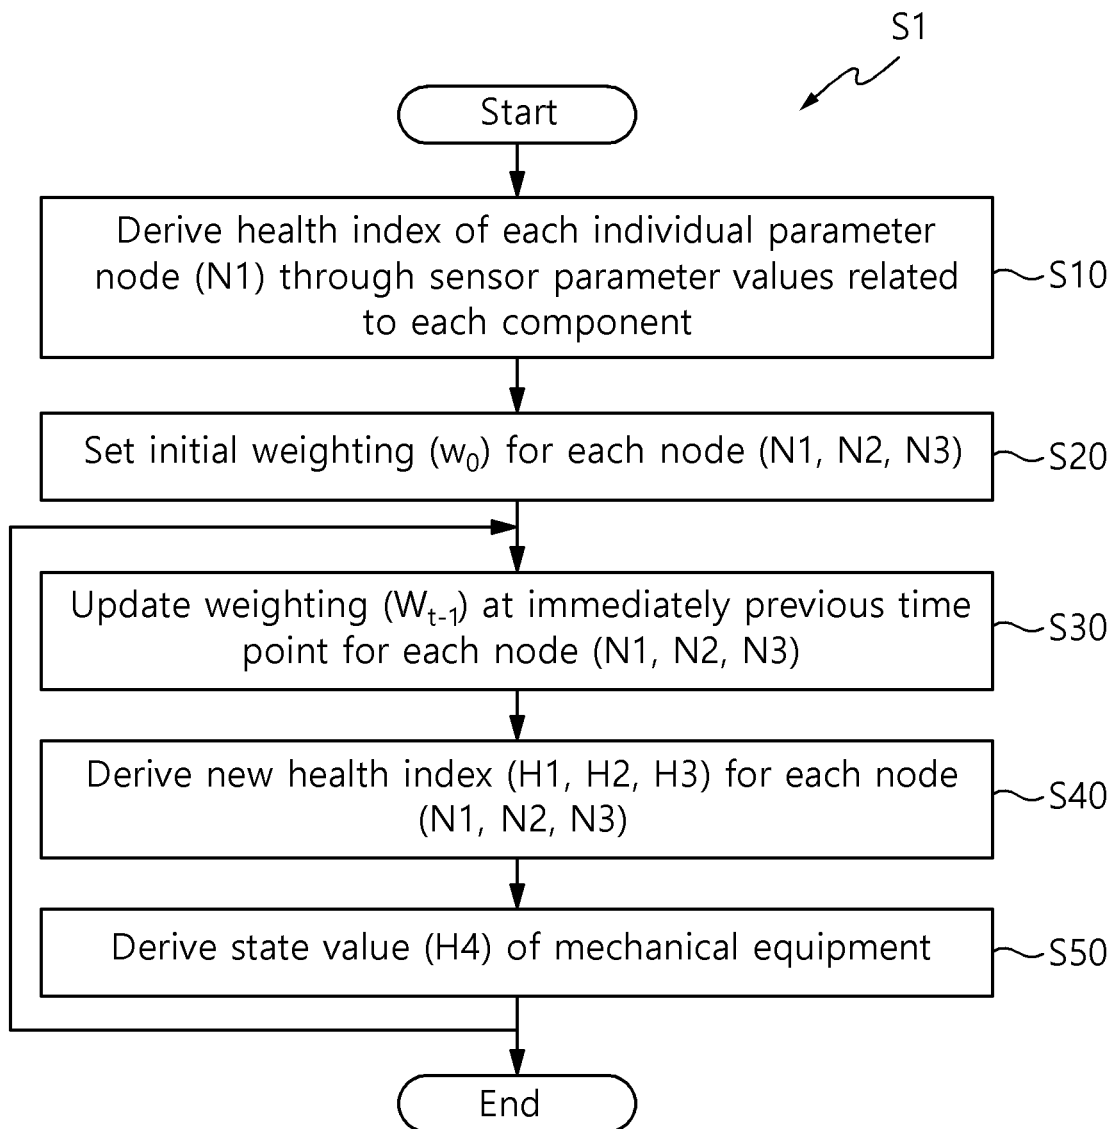 S1
Start
Derive health index of each individual parameter
node (N1) through sensor parameter values related
to each component
S10
Set initial weighting (w₀) for each node (N1, N2, N3)
S20
Update weighting (Wₜ₋₁) at immediately previous time
point for each node (N1, N2, N3)
S30
Derive new health index (H1, H2, H3) for each node
(N1, N2, N3)
S40
Derive state value (H4) of mechanical equipment
S50
End